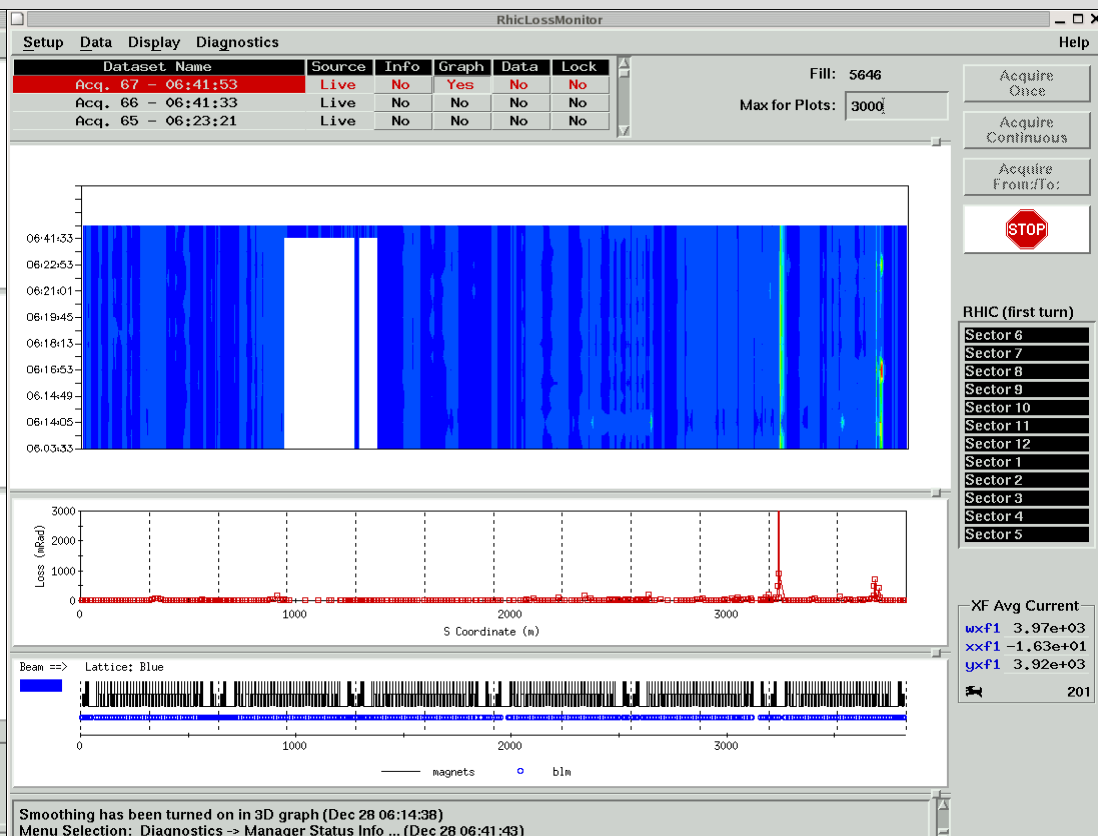 RhicLossMonitor
Setup Data Display Diagnostics Help
Dataset Name Source Info Graph Data Lock
Acq. 67 - 06:41:53 Live No Yes No No
Acq. 66 - 06:41:33 Live No No No No
Acq. 65 - 06:23:21 Live No No No No
Fill: 5646
Max for Plots: 3000
Acquire
Once
Acquire
Continuous
Acquire
From:/To:
STOP
06:41:33
06:22:53
06:21:01
06:19:45
06:18:13
06:16:53
06:14:49
06:14:05
06:03:33
RHIC (first turn)
Sector 6
Sector 7
Sector 8
Sector 9
Sector 10
Sector 11
Sector 12
Sector 1
Sector 2
Sector 3
Sector 4
Sector 5
Loss (mRad)
3000
2000
1000
0
0 1000 2000 3000
S Coordinate (m)
XF Avg Current
wxf1 3.97e+03
xxf1 -1.63e+01
yxf1 3.92e+03
201
Beam ==> Lattice: Blue
0 1000 2000 3000
magnets blm
Smoothing has been turned on in 3D graph (Dec 28 06:14:38)
Menu Selection: Diagnostics -> Manager Status Info ... (Dec 28 06:41:43)